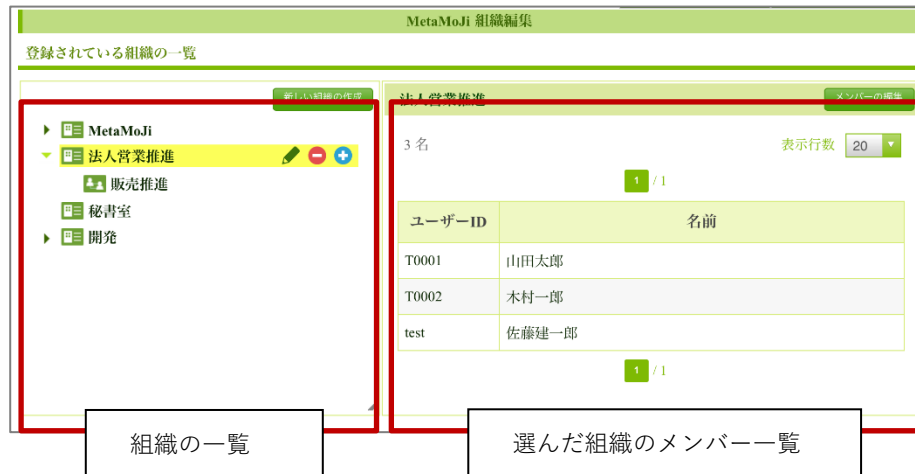 MetaMoJi 組織編集
登録されている組織の一覧
新しい組織の作成
MetaMoJi
法人営業推進
販売推進
秘書室
開発
法人営業推進
メンバーの編集
3 名
表示行数 20
1 / 1
ユーザーID 名前
T0001 山田太郎
T0002 木村一郎
test 佐藤建一郎
1 / 1
組織の一覧
選んだ組織のメンバー一覧